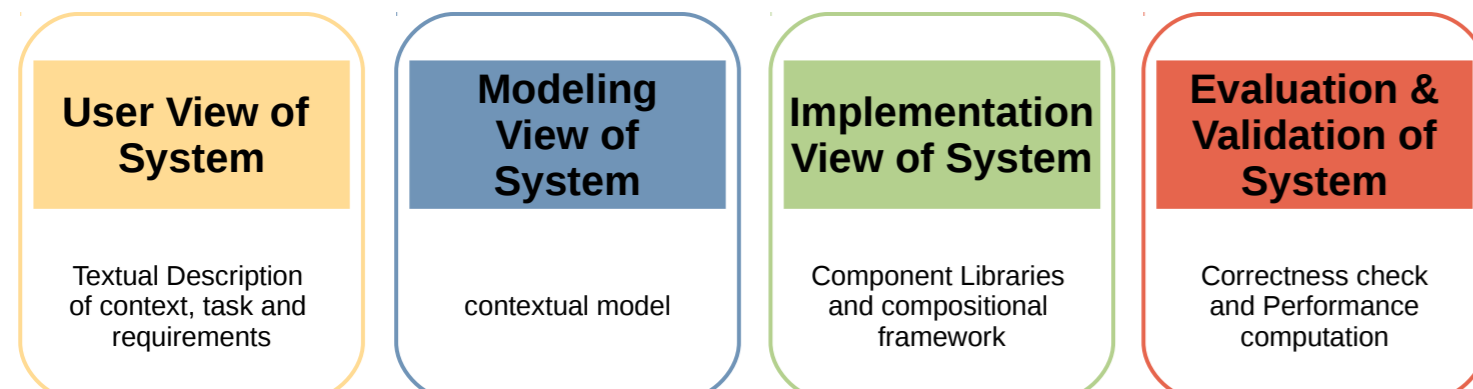 User View of
System
Textual Description
of context, task and
requirements
Modeling
View of
System
contextual model
Implementation
View of System
Component Libraries
and compositional
framework
Evaluation &
Validation of
System
Correctness check
and Performance
computation